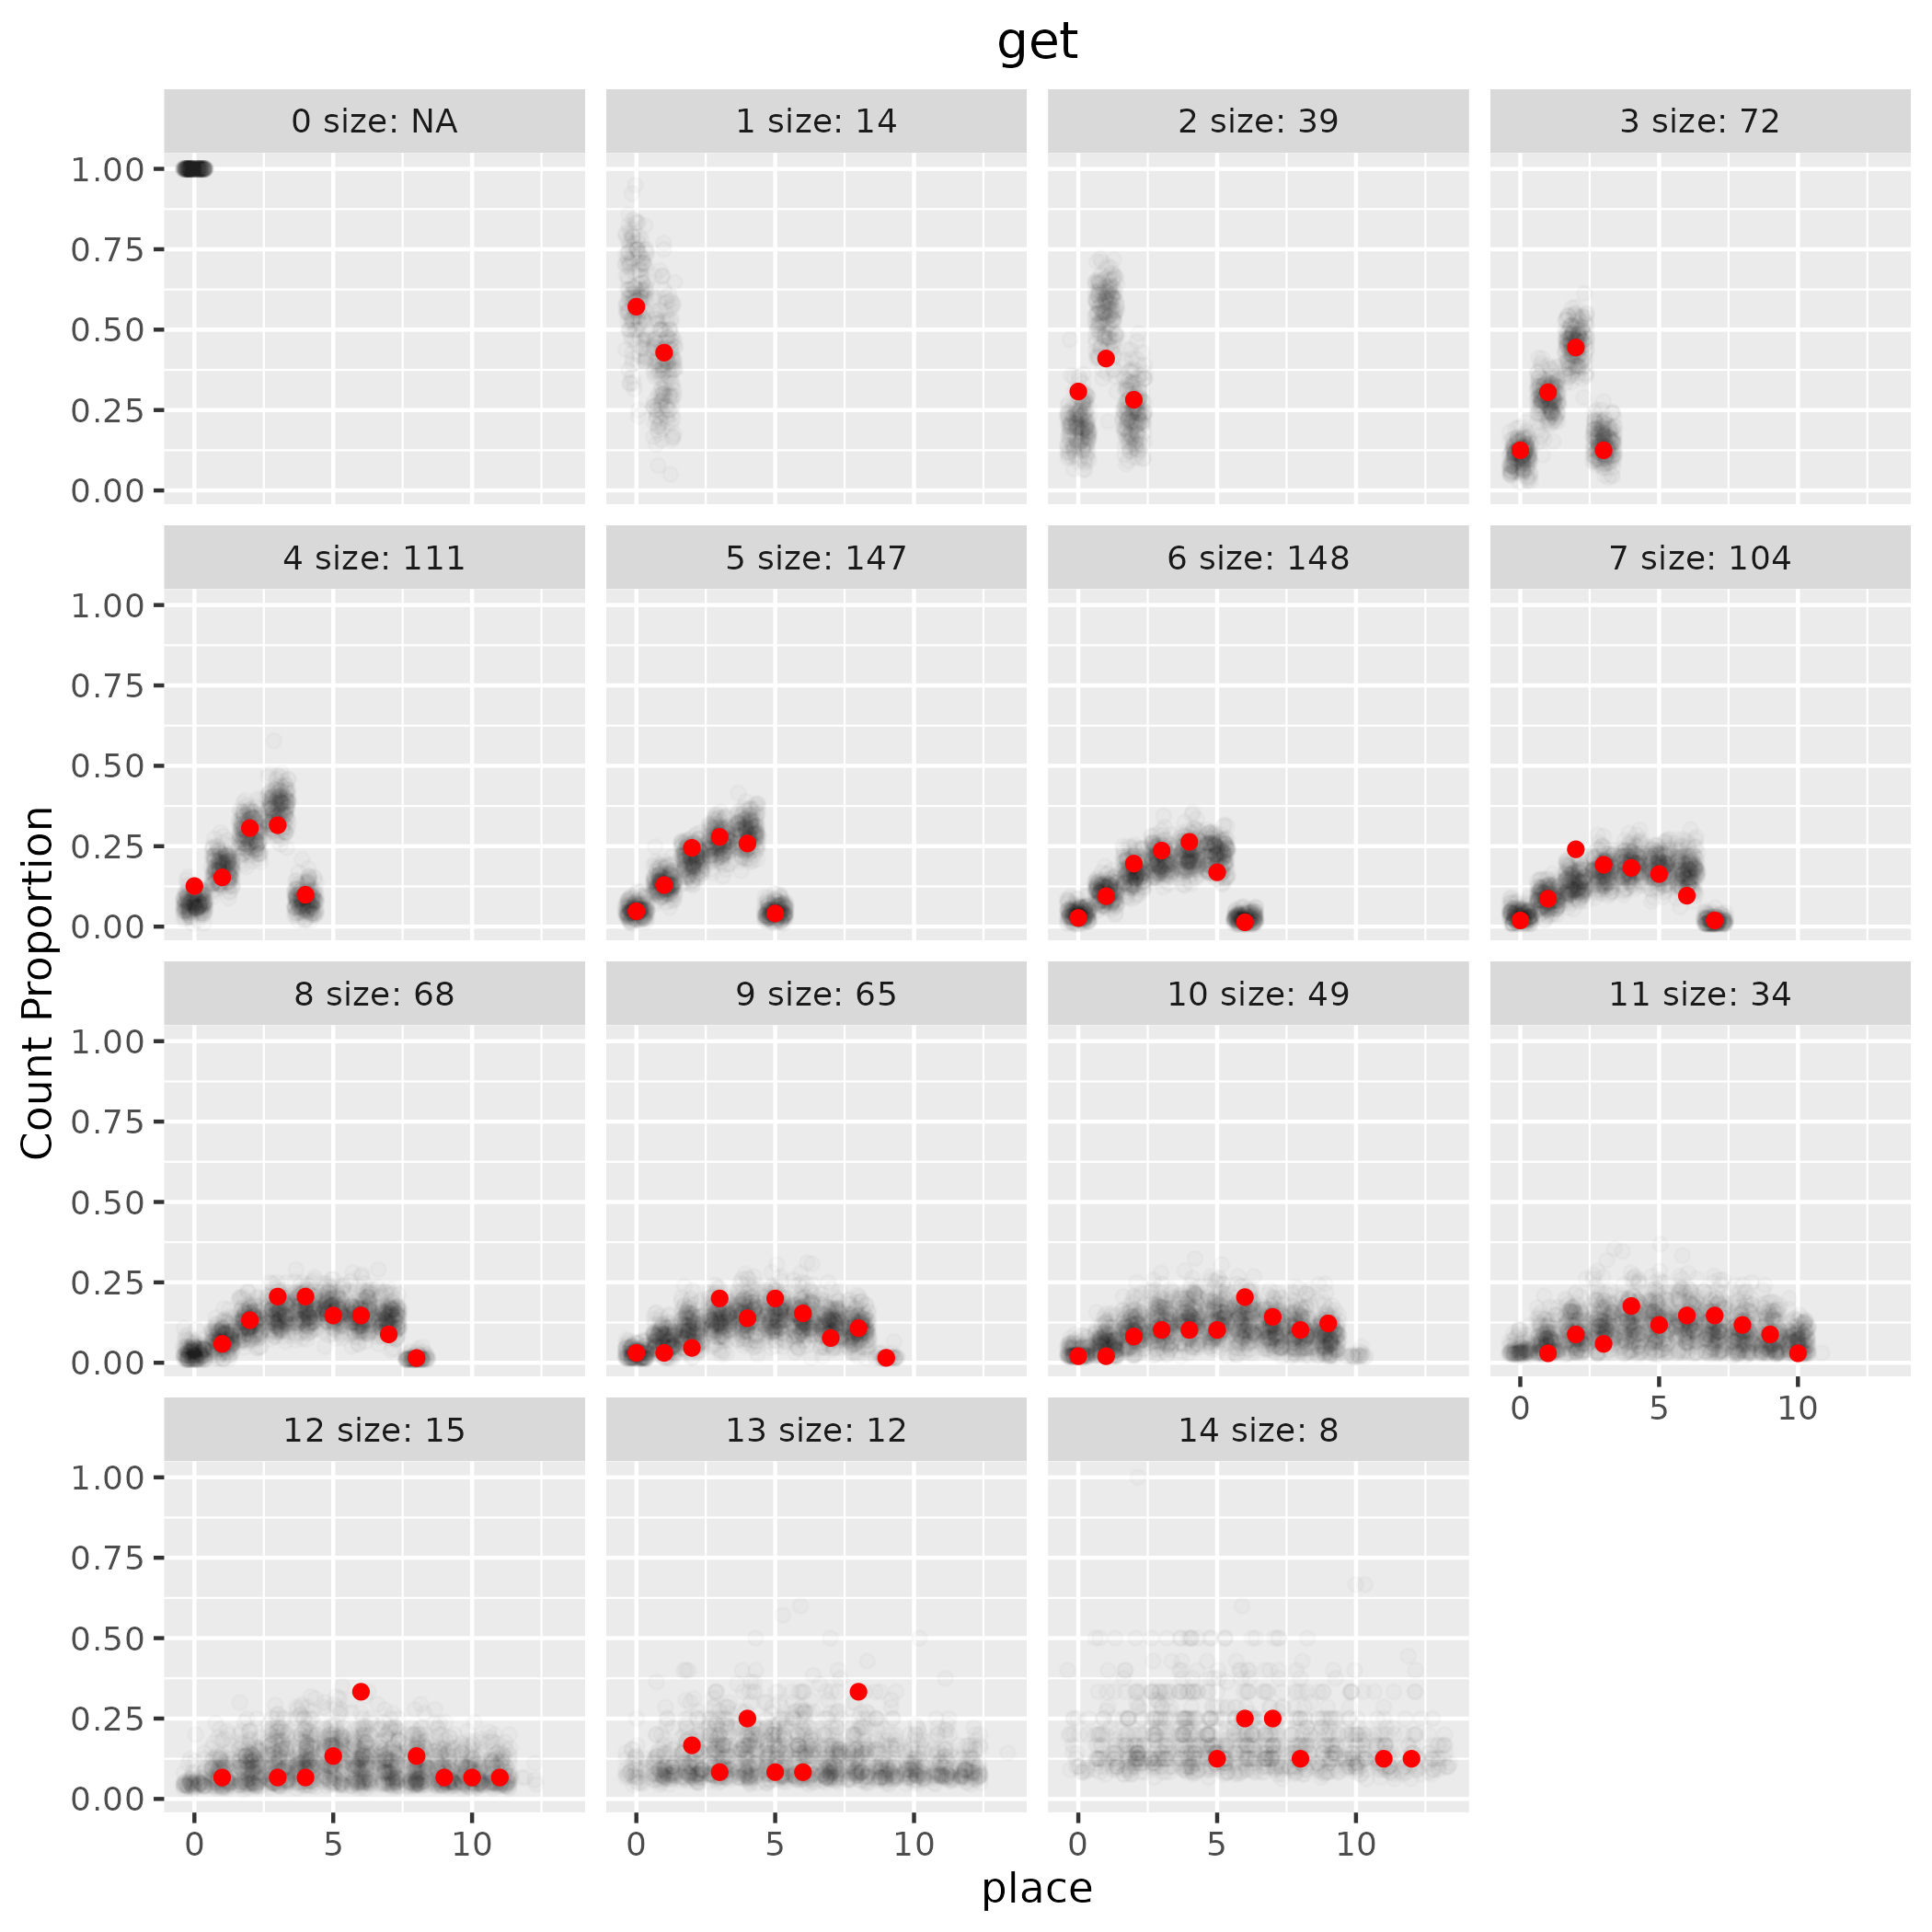 get
0 size: NA
1 size: 14
2 size: 39
3 size: 72
1.00
0.75
0.50
0.25
0.00
4 size: 111
5 size: 147
6 size: 148
7 size: 104
1.00
0.75
0.50
0.25
0.00
Count Proportion
8 size: 68
9 size: 65
10 size: 49
11 size: 34
1.00
0.75
0.50
0.25
0.00
0 5 10
12 size: 15
13 size: 12
14 size: 8
1.00
0.75
0.50
0.25
0.00
0 5 10
0 5 10
0 5 10
place